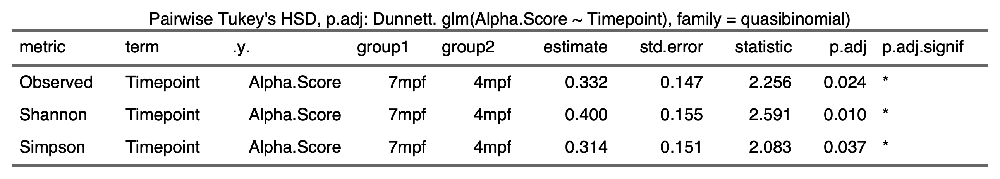 Pairwise Tukey's HSD, p.adj: Dunnett. glm(Alpha.Score ~ Timepoint), family = quasibinomial)
metric term .y. group1 group2 estimate std.error statistic p.adj p.adj.signif
Observed Timepoint Alpha.Score 7mpf 4mpf 0.332 0.147 2.256 0.024 *
Shannon Timepoint Alpha.Score 7mpf 4mpf 0.400 0.155 2.591 0.010 *
Simpson Timepoint Alpha.Score 7mpf 4mpf 0.314 0.151 2.083 0.037 *